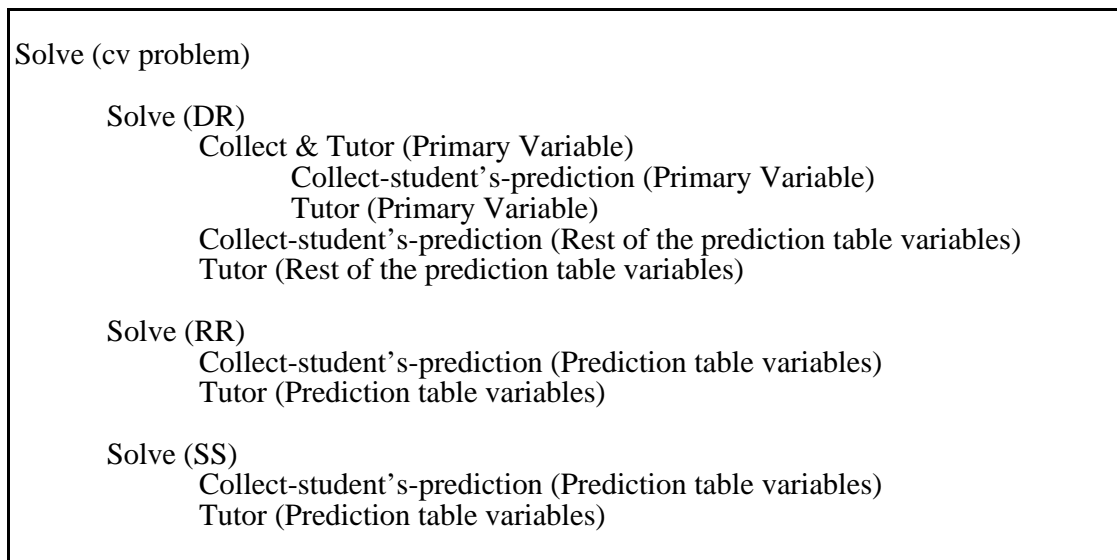 Solve (cv problem)
Solve (DR)
Collect & Tutor (Primary Variable)
Collect-student’s-prediction (Primary Variable)
Tutor (Primary Variable)
Collect-student’s-prediction (Rest of the prediction table variables)
Tutor (Rest of the prediction table variables)
Solve (RR)
Collect-student’s-prediction (Prediction table variables)
Tutor (Prediction table variables)
Solve (SS)
Collect-student’s-prediction (Prediction table variables)
Tutor (Prediction table variables)